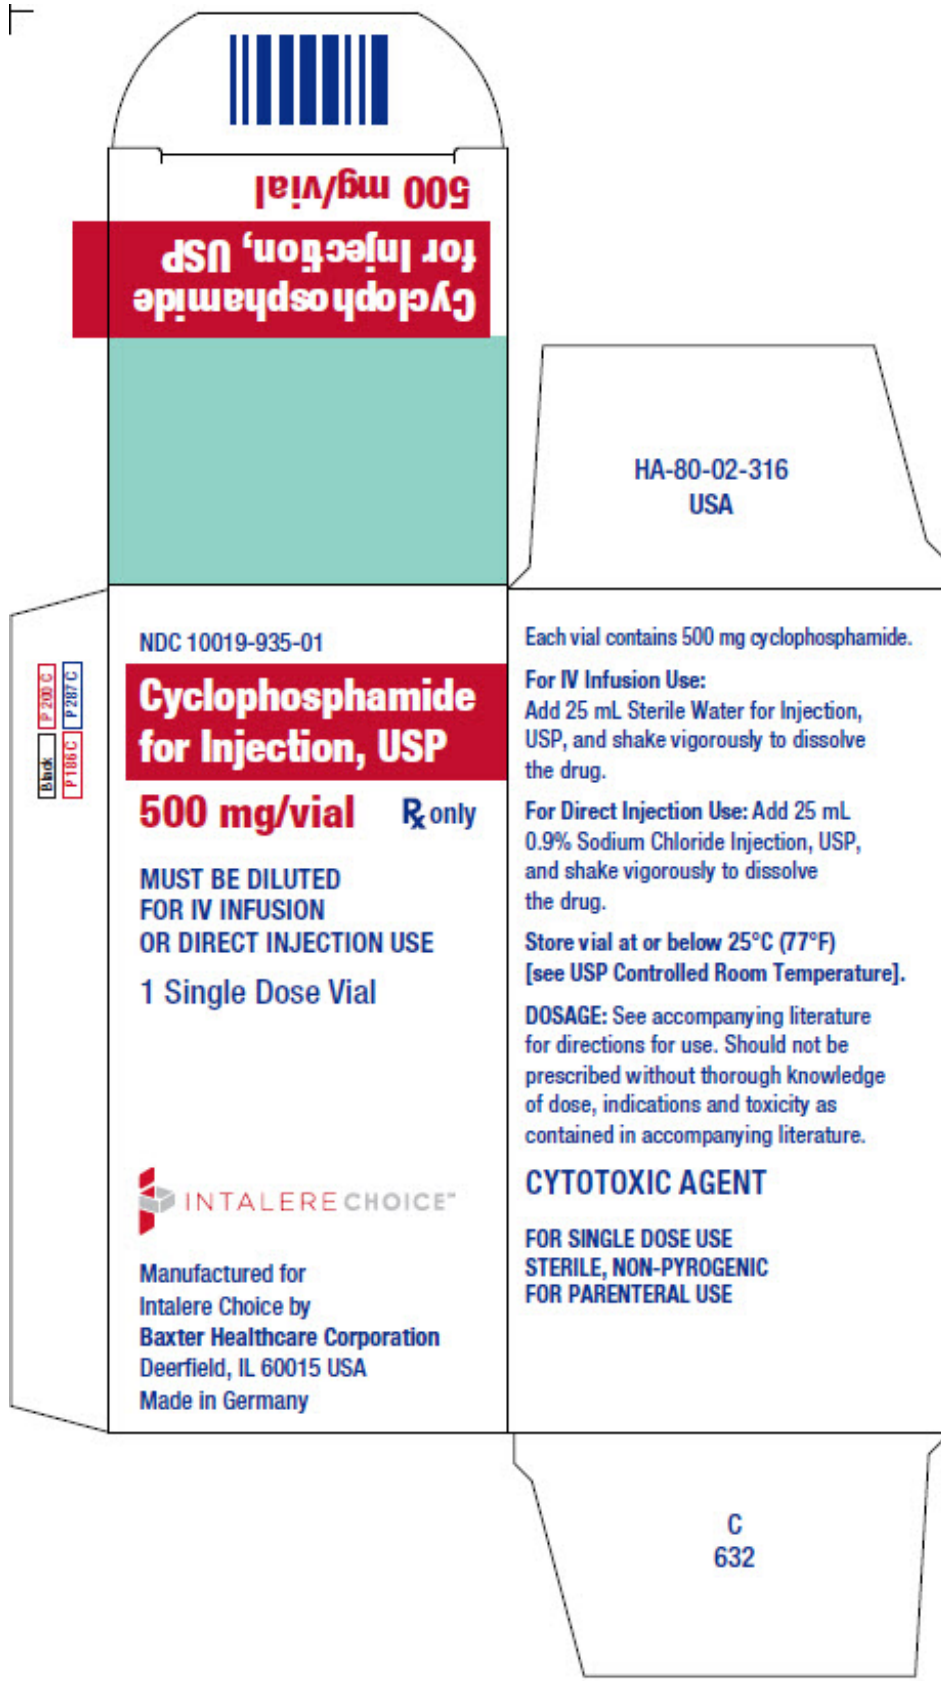 500 mg/vial
Cyclophosphamide
for Injection, USP
HA-80-02-316
USA
Black
P 200 C
P186 C
P287 C
NDC 10019-935-01
Cyclophosphamide
for Injection, USP
500 mg/vial
Rx only
MUST BE DILUTED
FOR IV INFUSION
OR DIRECT INJECTION USE
1 Single Dose Vial
INTALERE CHOICE™
Manufactured for
Intalere Choice by
Baxter Healthcare Corporation
Deerfield, IL 60015 USA
Made in Germany
Each vial contains 500 mg cyclophosphamide.
For IV Infusion Use:
Add 25 mL Sterile Water for Injection,
USP, and shake vigorously to dissolve
the drug.
For Direct Injection Use: Add 25 mL
0.9% Sodium Chloride Injection, USP,
and shake vigorously to dissolve
the drug.
Store vial at or below 25°C (77°F)
[see USP Controlled Room Temperature].
DOSAGE: See accompanying literature
for directions for use. Should not be
prescribed without thorough knowledge
of dose, indications and toxicity as
contained in accompanying literature.
CYTOTOXIC AGENT
FOR SINGLE DOSE USE
STERILE, NON-PYROGENIC
FOR PARENTERAL USE
C
632